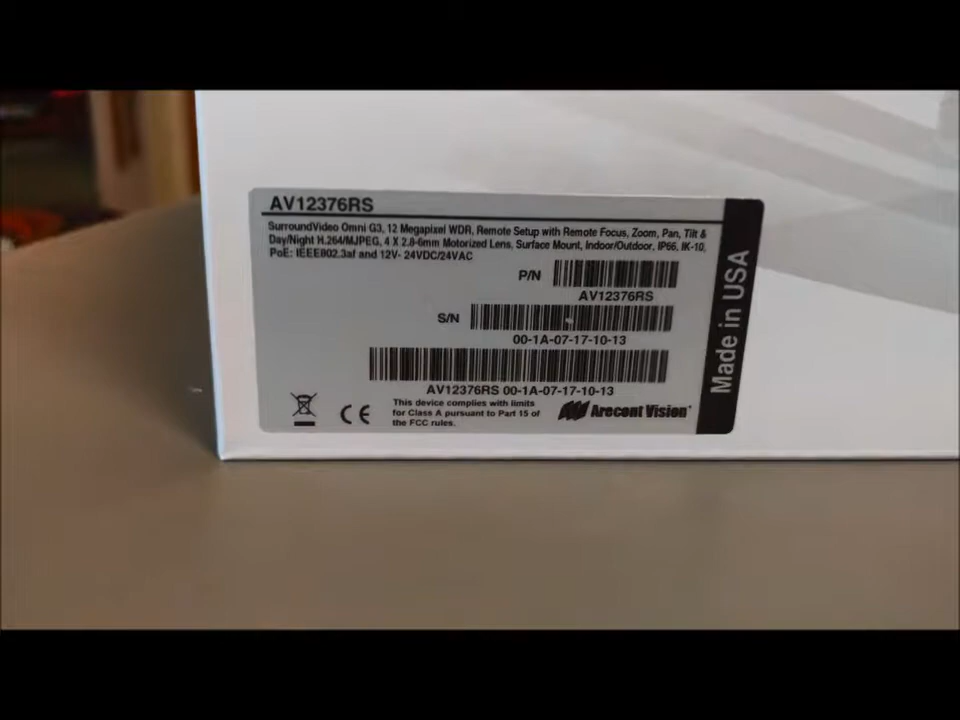 AV12376RS
SurroundVideo Omni G3, 12 Megapixel WDR, Remote Setup with Remote Focus, Zoom, Pan, Tilt &
Day/Night H.264/MJPEG, 4 X 2.8-6mm Motorized Lens, Surface Mount, Indoor/Outdoor, IP66, IK-10,
PoE: IEEE802.3af and 12V- 24VDC/24VAC
P/N
AV12376RS
S/N
00-1A-07-17-10-13
AV12376RS 00-1A-07-17-10-13
This device complies with limits
for Class A pursuant to Part 15 of
the FCC rules.
CE
Arecont Vision
Made in USA